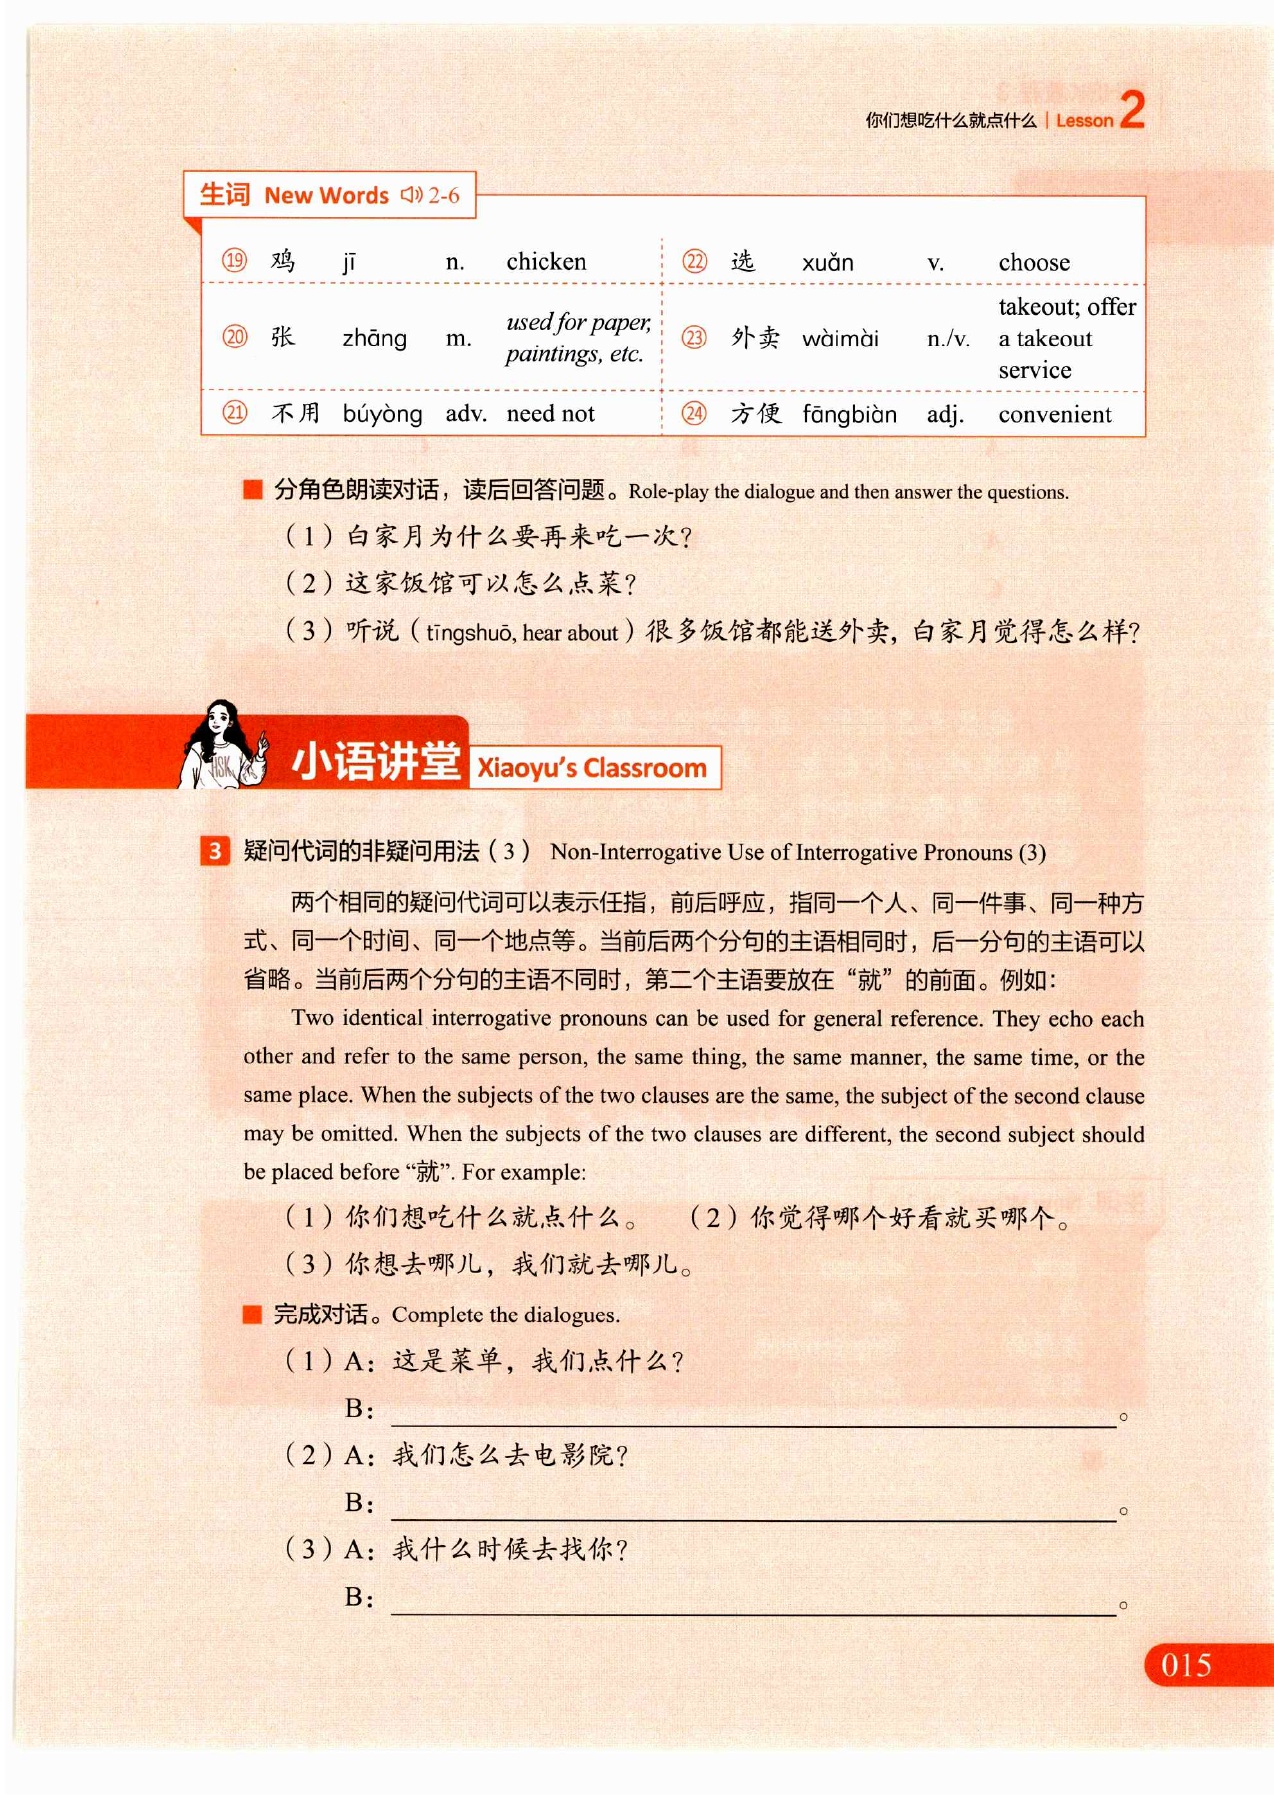 你们想吃什么就点什么 | Lesson 2
生词 New Words 2-6
⑲ 鸡 jī n. chicken
⑳ 张 zhāng m. used for paper, paintings, etc.
㉑ 不用 búyòng adv. need not
㉒ 选 xuǎn v. choose
㉓ 外卖 wàimài n./v. takeout; offer a takeout service
㉔ 方便 fāngbiàn adj. convenient
分角色朗读对话，读后回答问题。Role-play the dialogue and then answer the questions.
（1）白家月为什么要再来吃一次？
（2）这家饭馆可以怎么点菜？
（3）听说（tīngshuō, hear about）很多饭馆都能送外卖，白家月觉得怎么样？
HSK
小语讲堂 Xiaoyu's Classroom
3 疑问代词的非疑问用法（3） Non-Interrogative Use of Interrogative Pronouns (3)
两个相同的疑问代词可以表示任指，前后呼应，指同一个人、同一件事、同一种方
式、同一个时间、同一个地点等。当前后两个分句的主语相同时，后一分句的主语可以
省略。当前后两个分句的主语不同时，第二个主语要放在“就”的前面。例如：
Two identical interrogative pronouns can be used for general reference. They echo each
other and refer to the same person, the same thing, the same manner, the same time, or the
same place. When the subjects of the two clauses are the same, the subject of the second clause
may be omitted. When the subjects of the two clauses are different, the second subject should
be placed before “就”. For example:
（1）你们想吃什么就点什么。 （2）你觉得哪个好看就买哪个。
（3）你想去哪儿，我们就去哪儿。
完成对话。Complete the dialogues.
（1）A：这是菜单，我们点什么？
B：。
（2）A：我们怎么去电影院？
B：。
（3）A：我什么时候去找你？
B：。
015